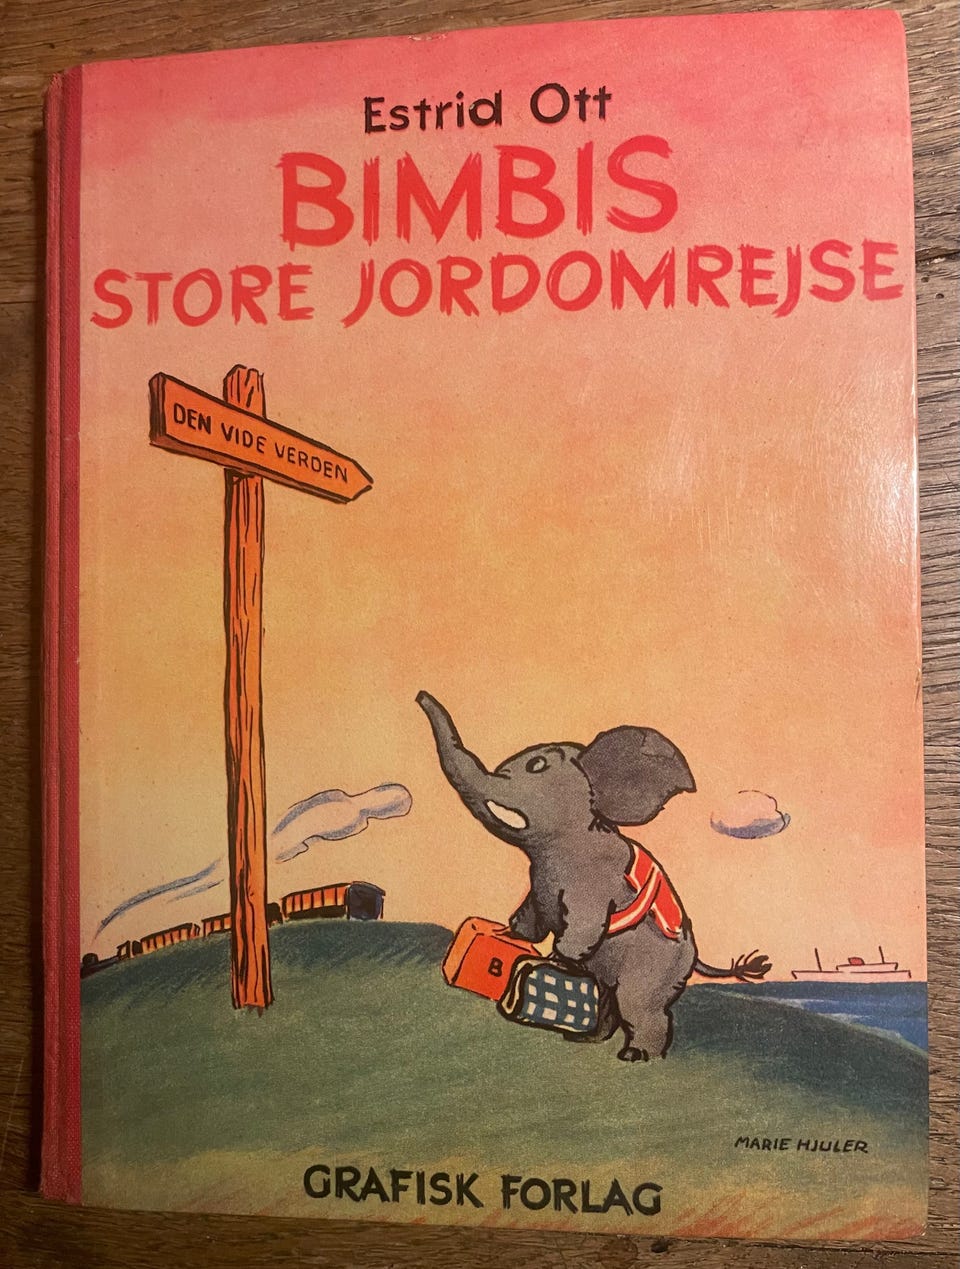 Estrid Ott
BIMBIS
STORE JORDOMREJSE
DEN VIDE VERDEN
B
MARIE HJULER
GRAFISK FORLAG